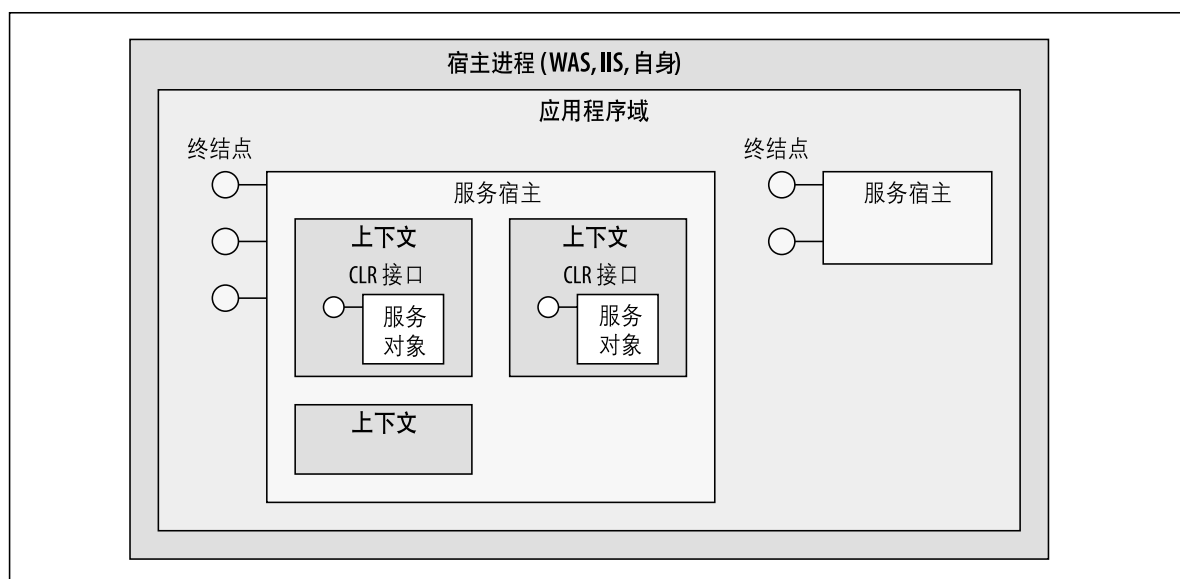 宿主进程 (WAS, IIS, 自身)
应用程序域
终结点
终结点
服务宿主
服务宿主
上下文
上下文
CLR 接口
CLR 接口
服务
对象
服务
对象
上下文